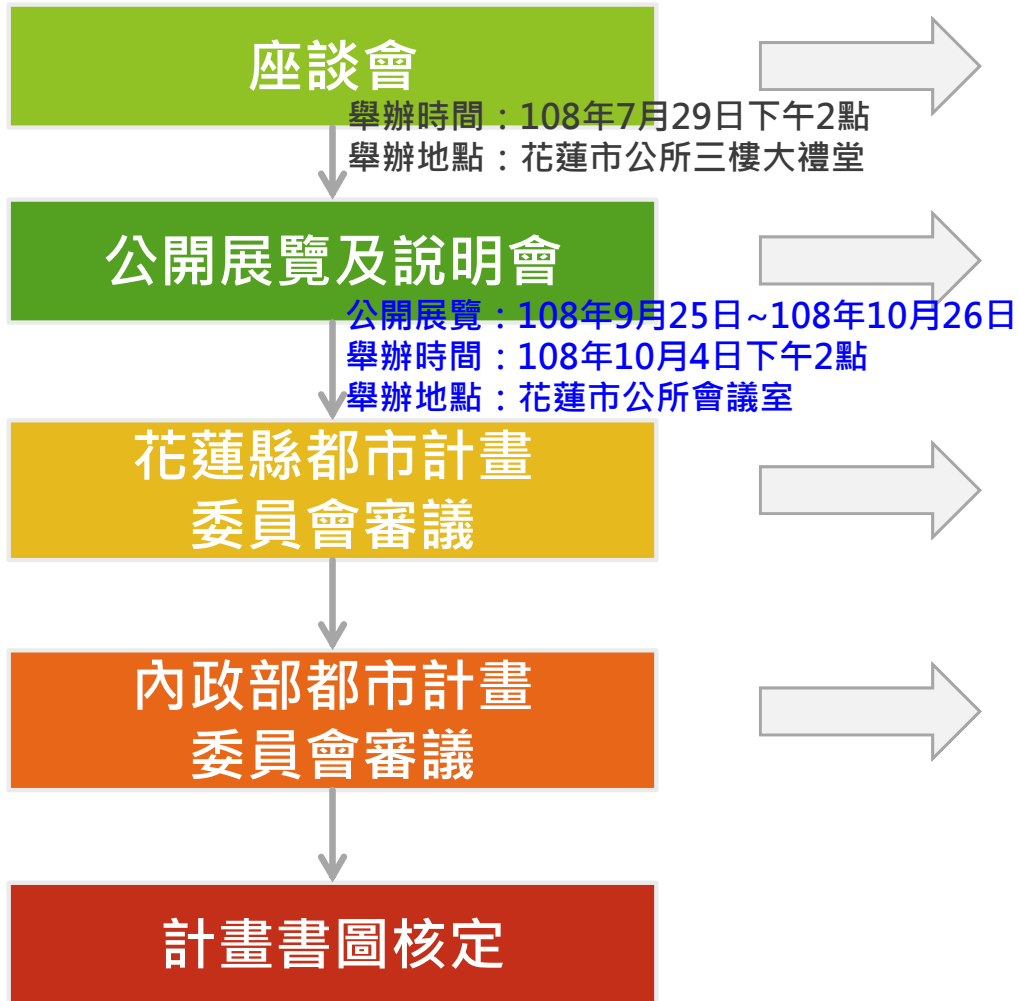 座談會
舉辦時間：108年7月29日下午2點
舉辦地點：花蓮市公所三樓大禮堂
公開展覽及說明會
公開展覽：108年9月25日~108年10月26日
舉辦時間：108年10月4日下午2點
舉辦地點：花蓮市公所會議室
花蓮縣都市計畫
委員會審議
內政部都市計畫
委員會審議
計畫書圖核定